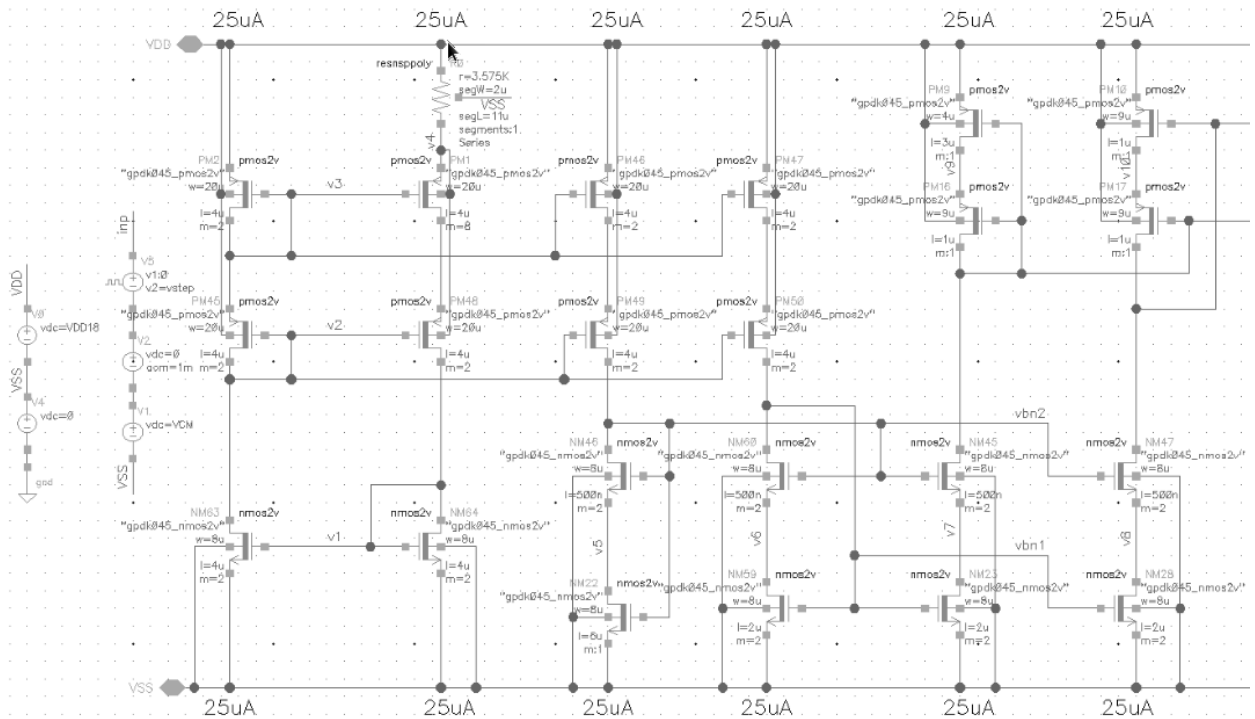 25uA 25uA 25uA 25uA 25uA 25uA
VDD
resnsppoly R0
r=3.575K
segW=2u
VSS
segL=11u
segments:1
Series
v4
PM9 pmos2v
"gpdk045_pmos2v"
w=4u
l=3u
m:1
v9
PM10 pmos2v
"gpdk045_pmos2v"
w=9u
l=1u
m:1
v10
PM2 pmos2v
"gpdk045_pmos2v"
w=20u
l=4u
m=2
v3
PM1 pmos2v
"gpdk045_pmos2v"
w=20u
l=4u
m=8
PM46 pmos2v
"gpdk045_pmos2v"
w=20u
l=4u
m=2
PM47 pmos2v
"gpdk045_pmos2v"
w=20u
l=4u
m=2
PM16 pmos2v
"gpdk045_pmos2v"
w=9u
l=1u
m:1
PM17 pmos2v
"gpdk045_pmos2v"
w=9u
l=1u
m:1
inp
V5
v1:0
v2=vstep
VDD
V0
vdc=VDD18
V2
vdc=0
acm=1m
VSS
V4
vdc=0
V1
vdc=VCM
VSS
gnd
PM45 pmos2v
"gpdk045_pmos2v"
w=20u
l=4u
m=2
v2
PM48 pmos2v
"gpdk045_pmos2v"
w=20u
l=4u
m=2
PM49 pmos2v
"gpdk045_pmos2v"
w=20u
l=4u
m=2
PM50 pmos2v
"gpdk045_pmos2v"
w=20u
l=4u
m=2
vbn2
NM46 nmos2v
"gpdk045_nmos2v"
w=8u
l=500n
m=2
v5
NM60 nmos2v
"gpdk045_nmos2v"
w=8u
l=500n
m=2
v6
NM45 nmos2v
"gpdk045_nmos2v"
w=8u
l=500n
m=2
v7
NM47 nmos2v
"gpdk045_nmos2v"
w=8u
l=500n
m=2
v8
NM63 nmos2v
"gpdk045_nmos2v"
w=8u
l=4u
m=2
v1
NM64 nmos2v
"gpdk045_nmos2v"
w=8u
l=4u
m=2
vbn1
NM22 nmos2v
"gpdk045_nmos2v"
w=8u
l=6u
m:1
NM59 nmos2v
"gpdk045_nmos2v"
w=8u
l=2u
m=2
NM23 nmos2v
"gpdk045_nmos2v"
w=8u
l=2u
m=2
NM28 nmos2v
"gpdk045_nmos2v"
w=8u
l=2u
m=2
VSS
25uA 25uA 25uA 25uA 25uA 25uA